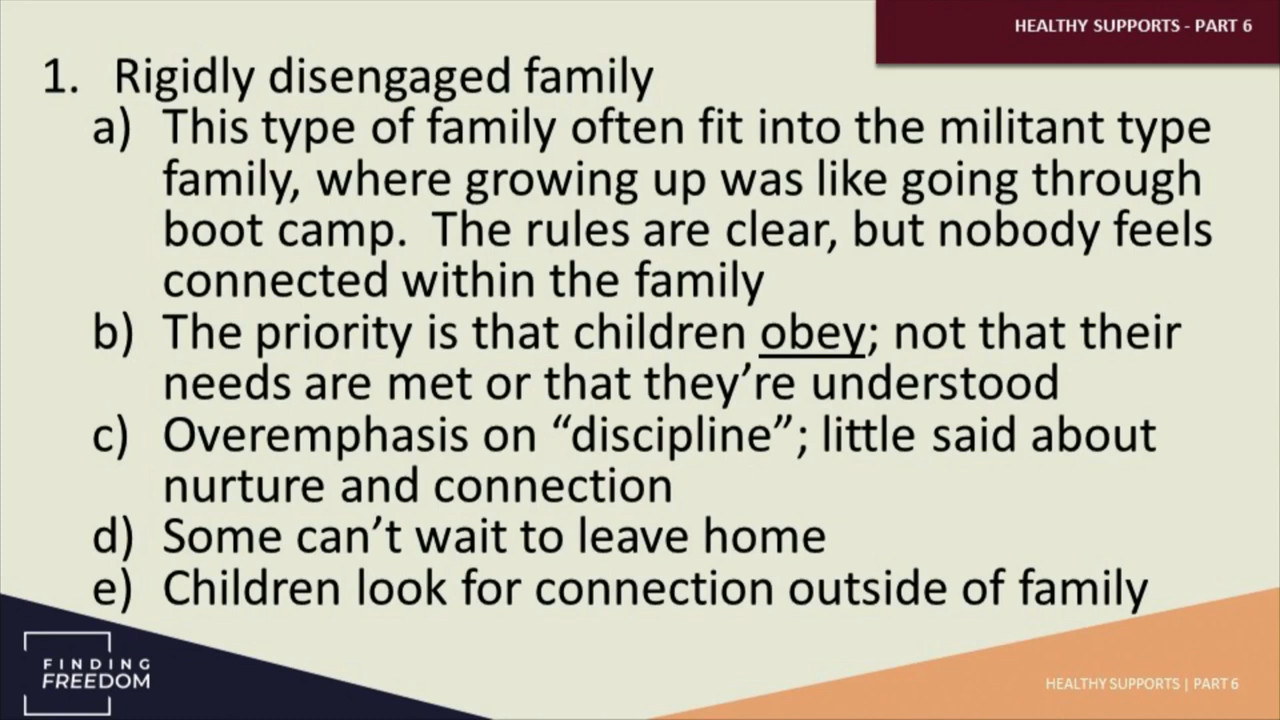 HEALTHY SUPPORTS - PART 6
1. Rigidly disengaged family
a) This type of family often fit into the militant type
family, where growing up was like going through
boot camp.  The rules are clear, but nobody feels
connected within the family
b) The priority is that children obey; not that their
needs are met or that they’re understood
c) Overemphasis on “discipline”; little said about
nurture and connection
d) Some can’t wait to leave home
e) Children look for connection outside of family
FINDING
FREEDOM
HEALTHY SUPPORTS | PART 6